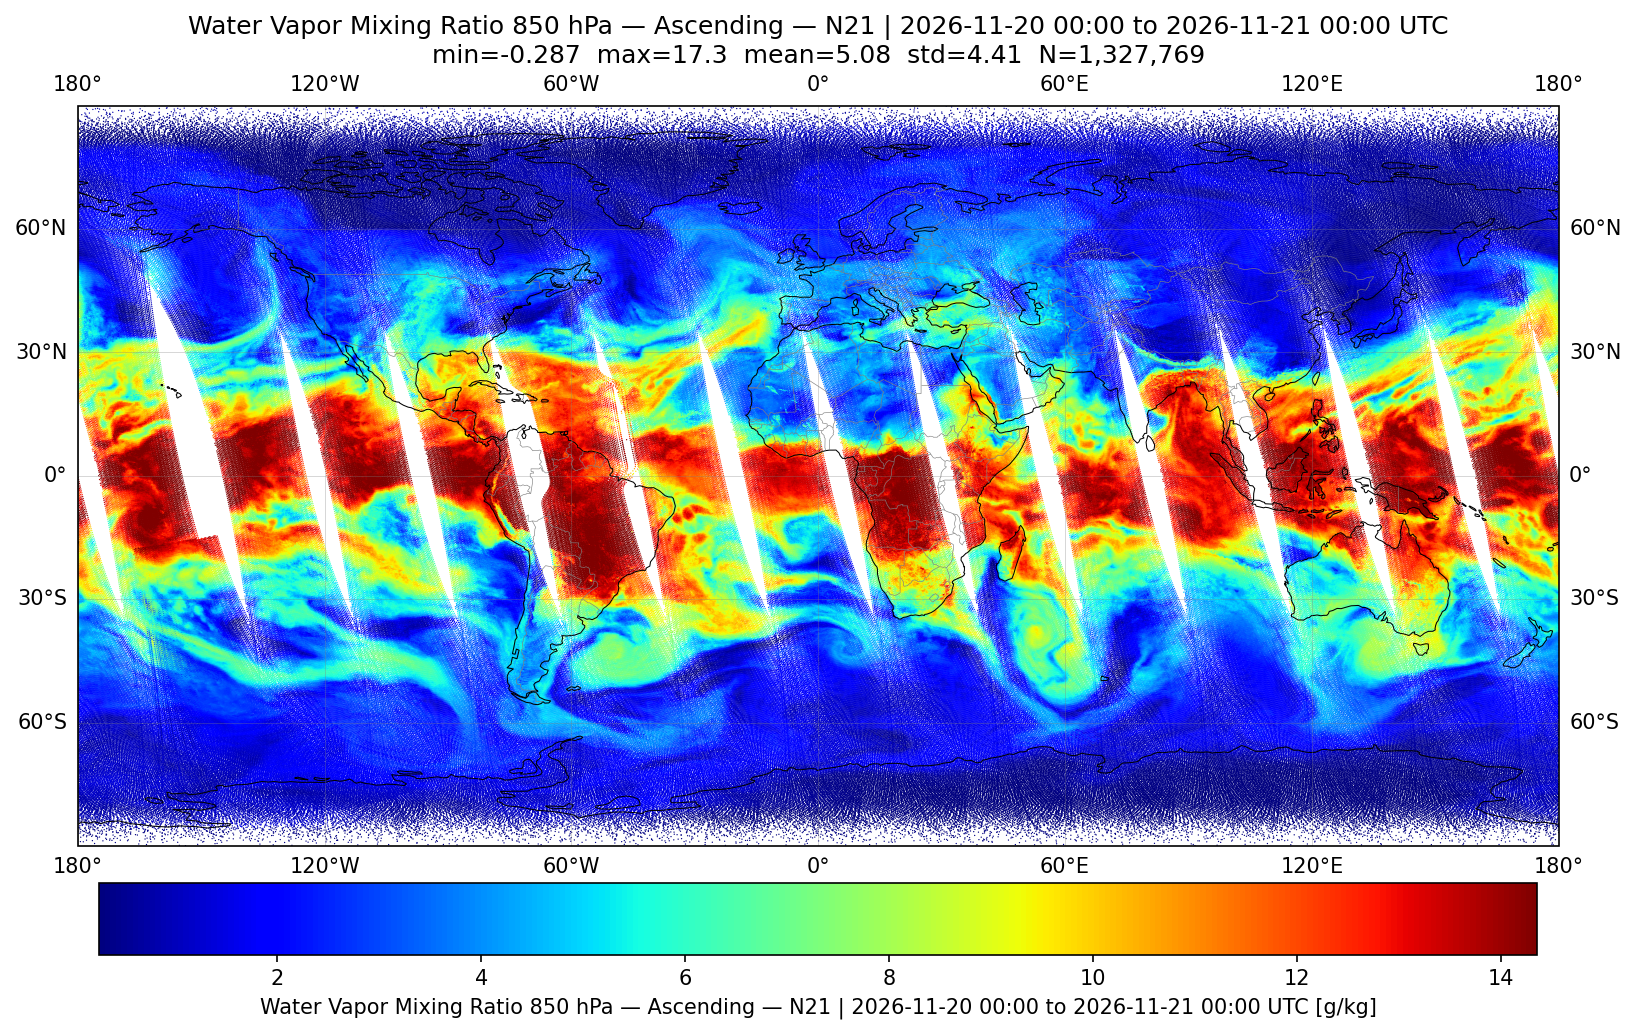 Water Vapor Mixing Ratio 850 hPa — Ascending — N21 | 2026-11-20 00:00 to 2026-11-21 00:00 UTC
min=-0.287 max=17.3 mean=5.08 std=4.41 N=1,327,769
180° 120°W 60°W 0° 60°E 120°E 180°
60°N 60°N
30°N 30°N
0° 0°
30°S 30°S
60°S 60°S
180° 120°W 60°W 0° 60°E 120°E 180°
2 4 6 8 10 12 14
Water Vapor Mixing Ratio 850 hPa — Ascending — N21 | 2026-11-20 00:00 to 2026-11-21 00:00 UTC [g/kg]